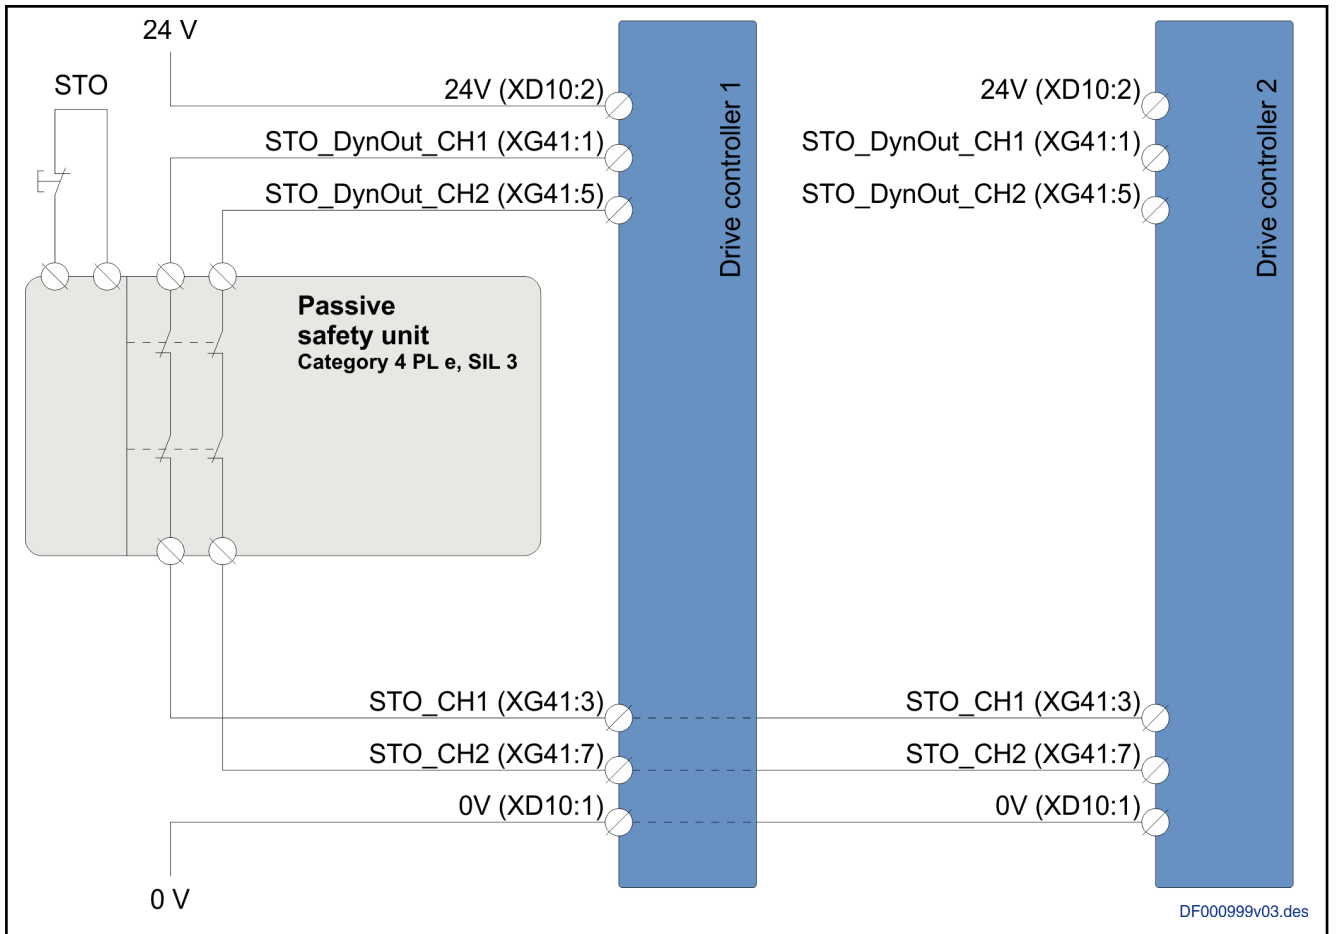 24 V
STO
24V (XD10:2)
STO_DynOut_CH1 (XG41:1)
STO_DynOut_CH2 (XG41:5)
Drive controller 1
24V (XD10:2)
STO_DynOut_CH1 (XG41:1)
STO_DynOut_CH2 (XG41:5)
Drive controller 2
Passive
safety unit
Category 4 PL e, SIL 3
STO_CH1 (XG41:3)
STO_CH2 (XG41:7)
0V (XD10:1)
STO_CH1 (XG41:3)
STO_CH2 (XG41:7)
0V (XD10:1)
0 V
DF000999v03.des